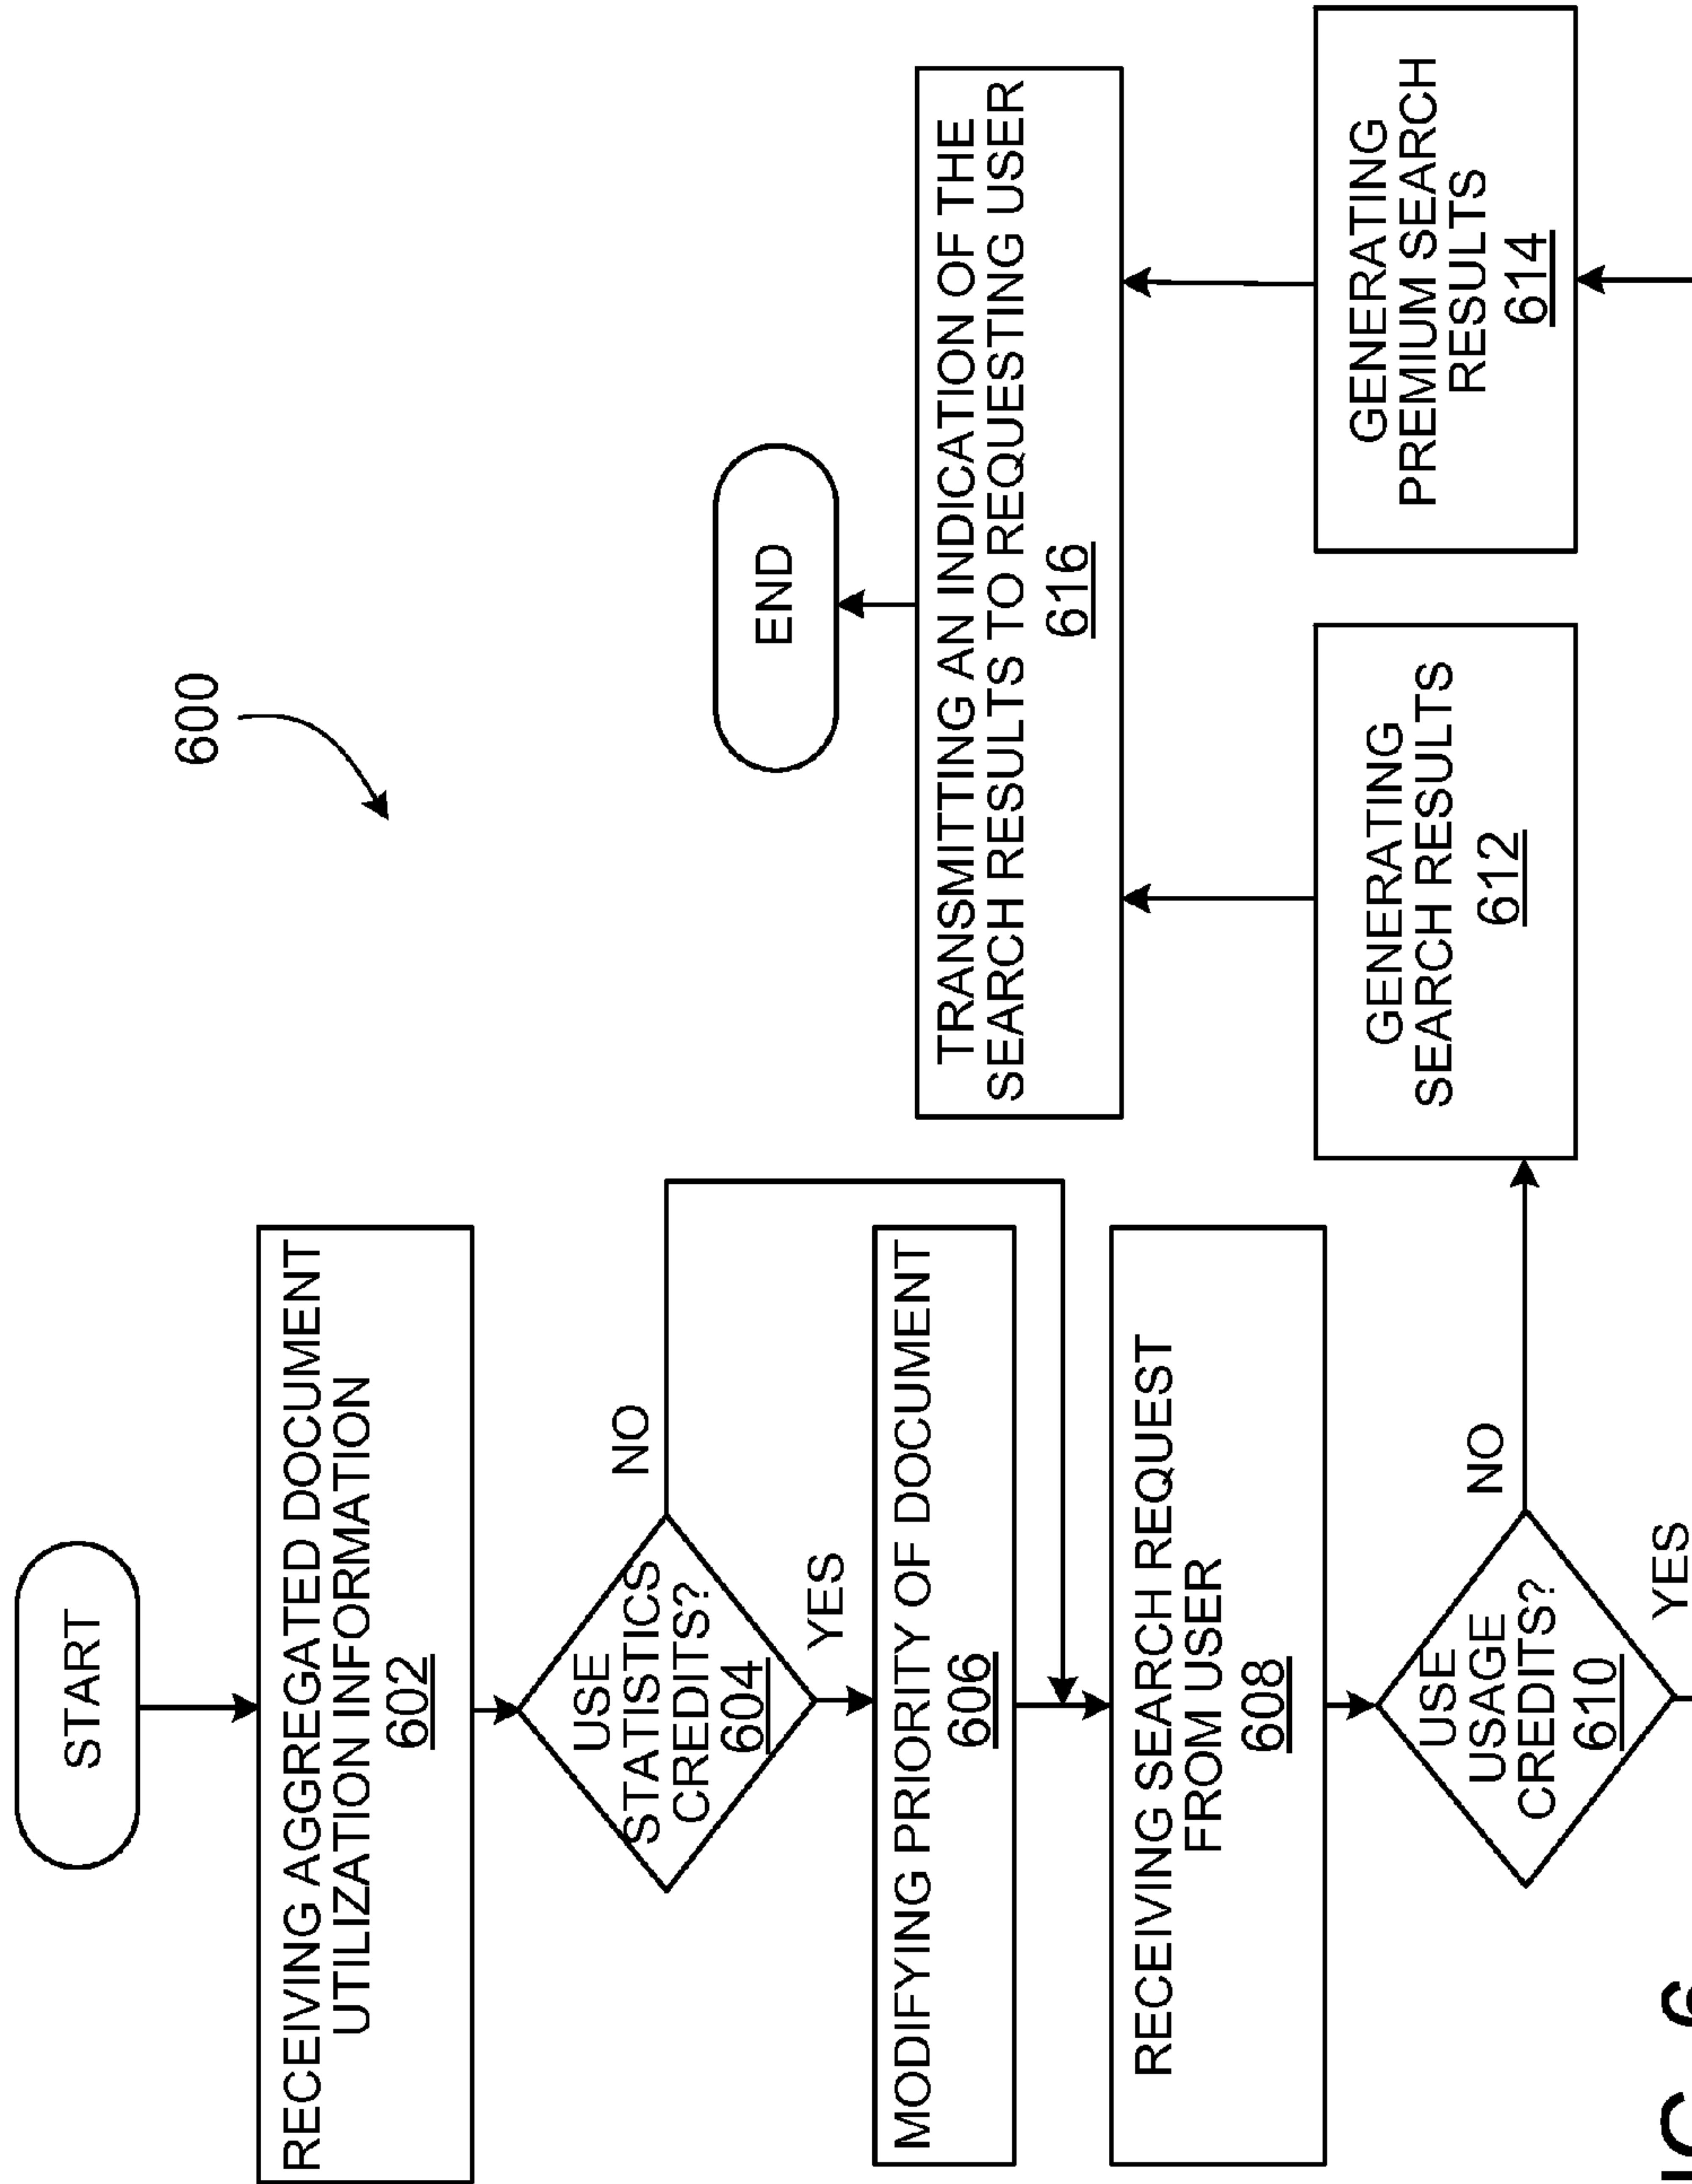 600
START
RECEIVING AGGREGATED DOCUMENT
UTILIZATION INFORMATION
602
USE
STATISTICS
CREDITS?
604
NO
YES
MODIFYING PRIORITY OF DOCUMENT
606
RECEIVING SEARCH REQUEST
FROM USER
608
USE
USAGE
CREDITS?
610
NO
YES
GENERATING
SEARCH RESULTS
612
GENERATING
PREMIUM SEARCH
RESULTS
614
TRANSMITTING AN INDICATION OF THE
SEARCH RESULTS TO REQUESTING USER
616
END